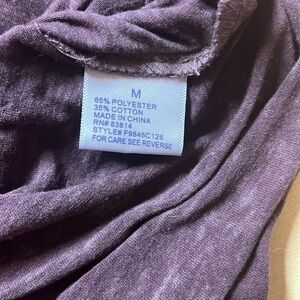 M
65% POLYESTER
35% COTTON
MADE IN CHINA
RN# 83814
STYLE# F9845C126
FOR CARE SEE REVERSE